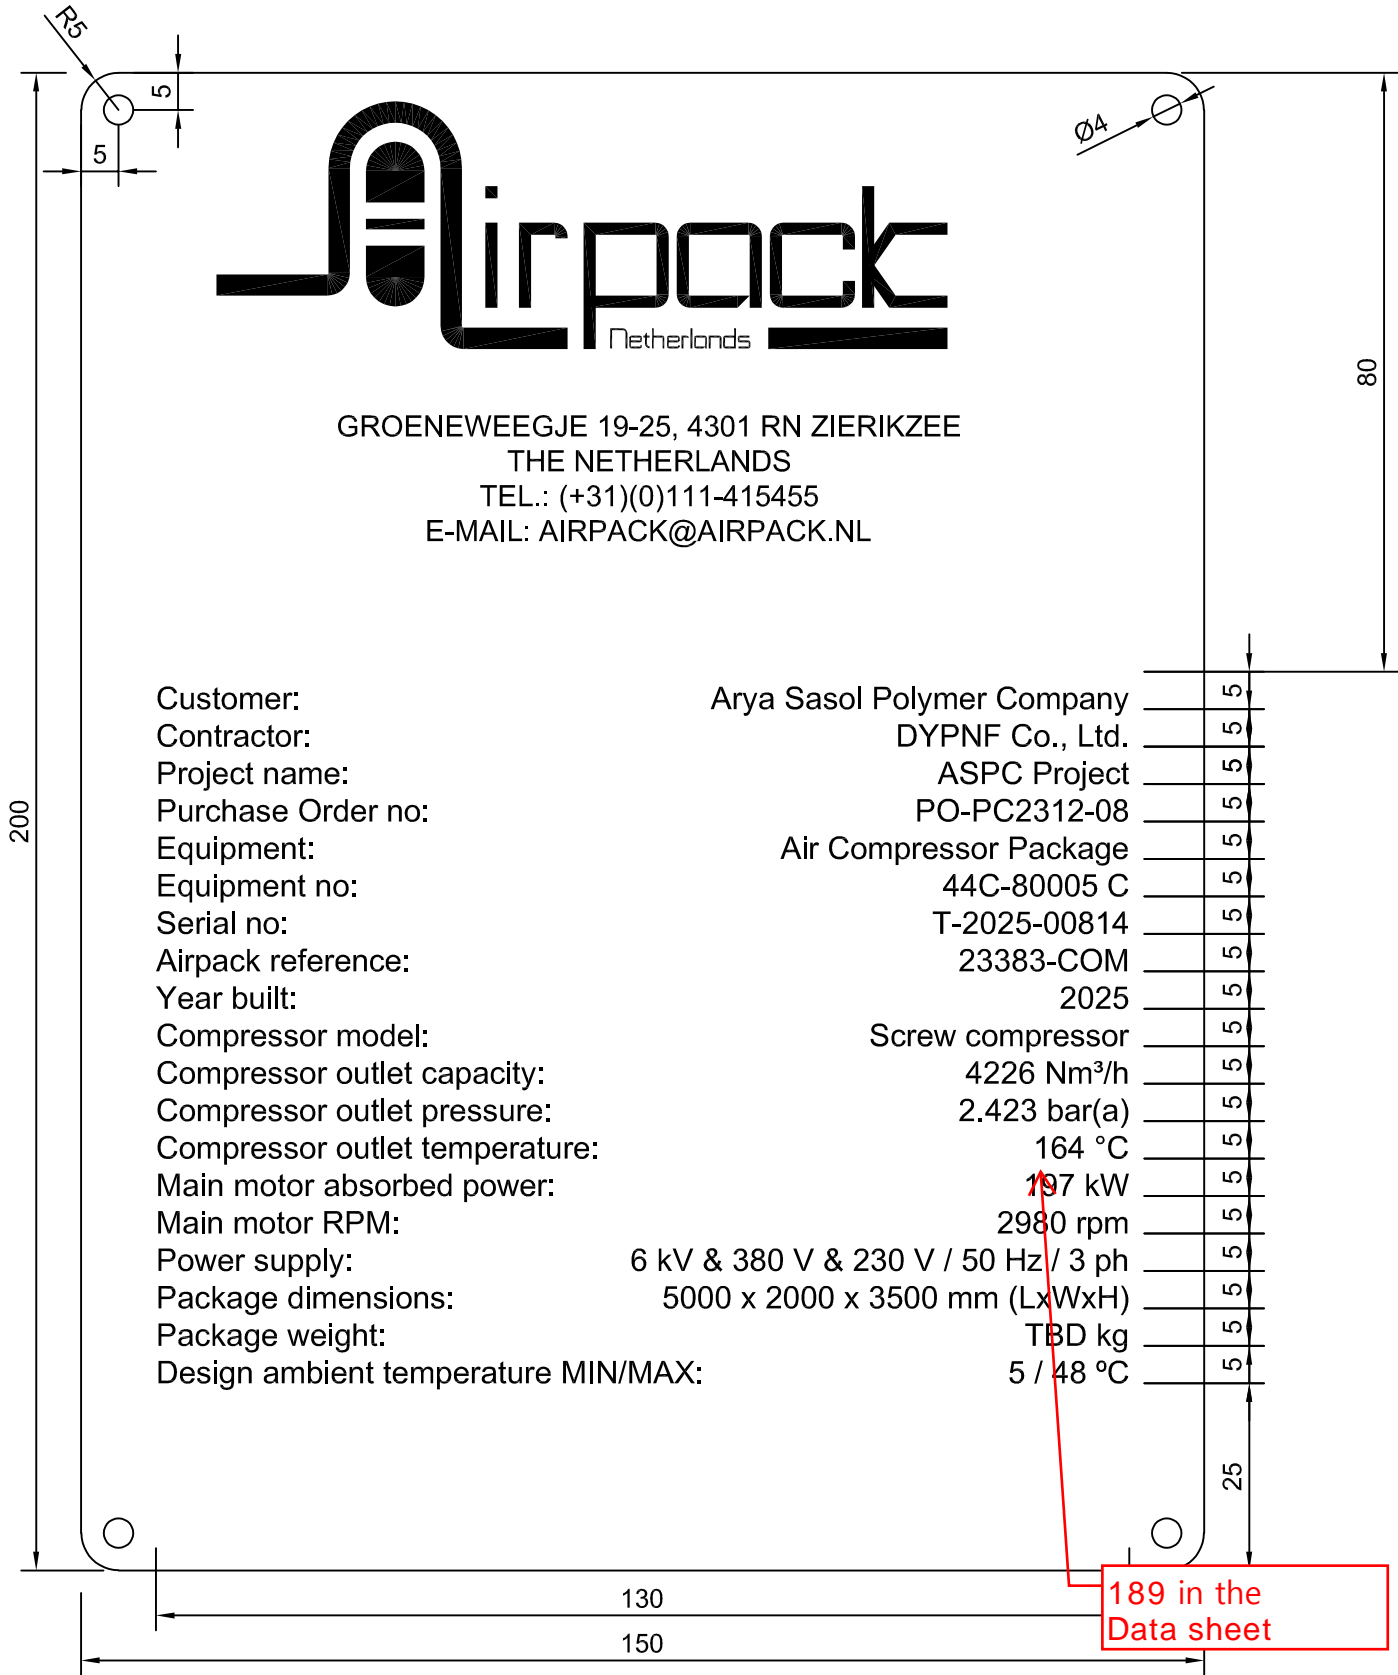 R5
5
5
Ø4
Airpack
Netherlands
80
GROENEWEEGJE 19-25, 4301 RN ZIERIKZEE
THE NETHERLANDS
TEL.: (+31)(0)111-415455
E-MAIL: AIRPACK@AIRPACK.NL
200
Customer: Arya Sasol Polymer Company 5
Contractor: DYPNF Co., Ltd. 5
Project name: ASPC Project 5
Purchase Order no: PO-PC2312-08 5
Equipment: Air Compressor Package 5
Equipment no: 44C-80005 C 5
Serial no: T-2025-00814 5
Airpack reference: 23383-COM 5
Year built: 2025 5
Compressor model: Screw compressor 5
Compressor outlet capacity: 4226 Nm³/h 5
Compressor outlet pressure: 2.423 bar(a) 5
Compressor outlet temperature: 164 °C 5
Main motor absorbed power: 197 kW 5
Main motor RPM: 2980 rpm 5
Power supply: 6 kV & 380 V & 230 V / 50 Hz / 3 ph 5
Package dimensions: 5000 x 2000 x 3500 mm (LxWxH) 5
Package weight: TBD kg 5
Design ambient temperature MIN/MAX: 5 / 48 ºC 5
25
189 in the
Data sheet
130
150